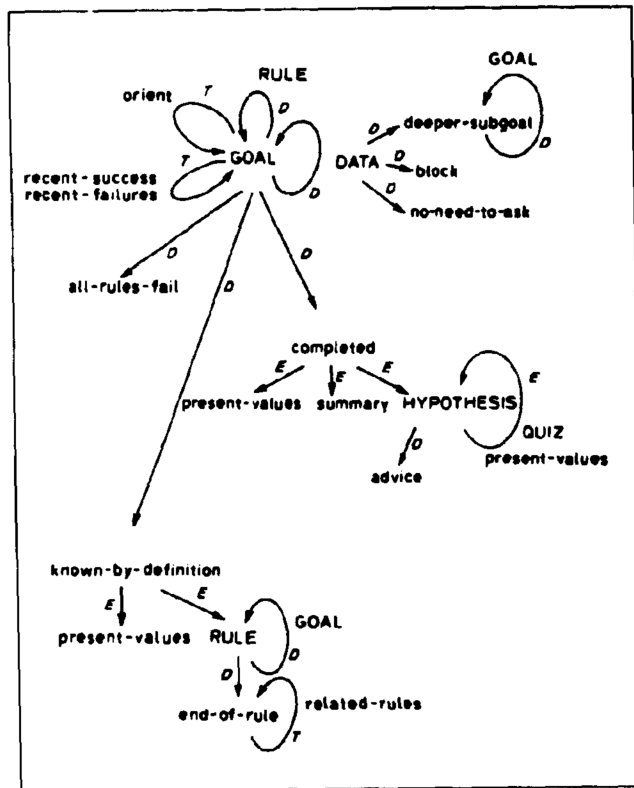 GOAL
RULE
orient T
D
D deeper-subgoal
T GOAL DATA D block
D
recent-success
recent-failures
D
D
no-need-to-ask
D
D
D
all-rules-fail
completed
E E E
E
present-values summary HYPOTHESIS
QUIZ
D
present-values
advice
known-by-definition
E
E
GOAL
present-values RULE
D
D
related-rules
end-of-rule
T